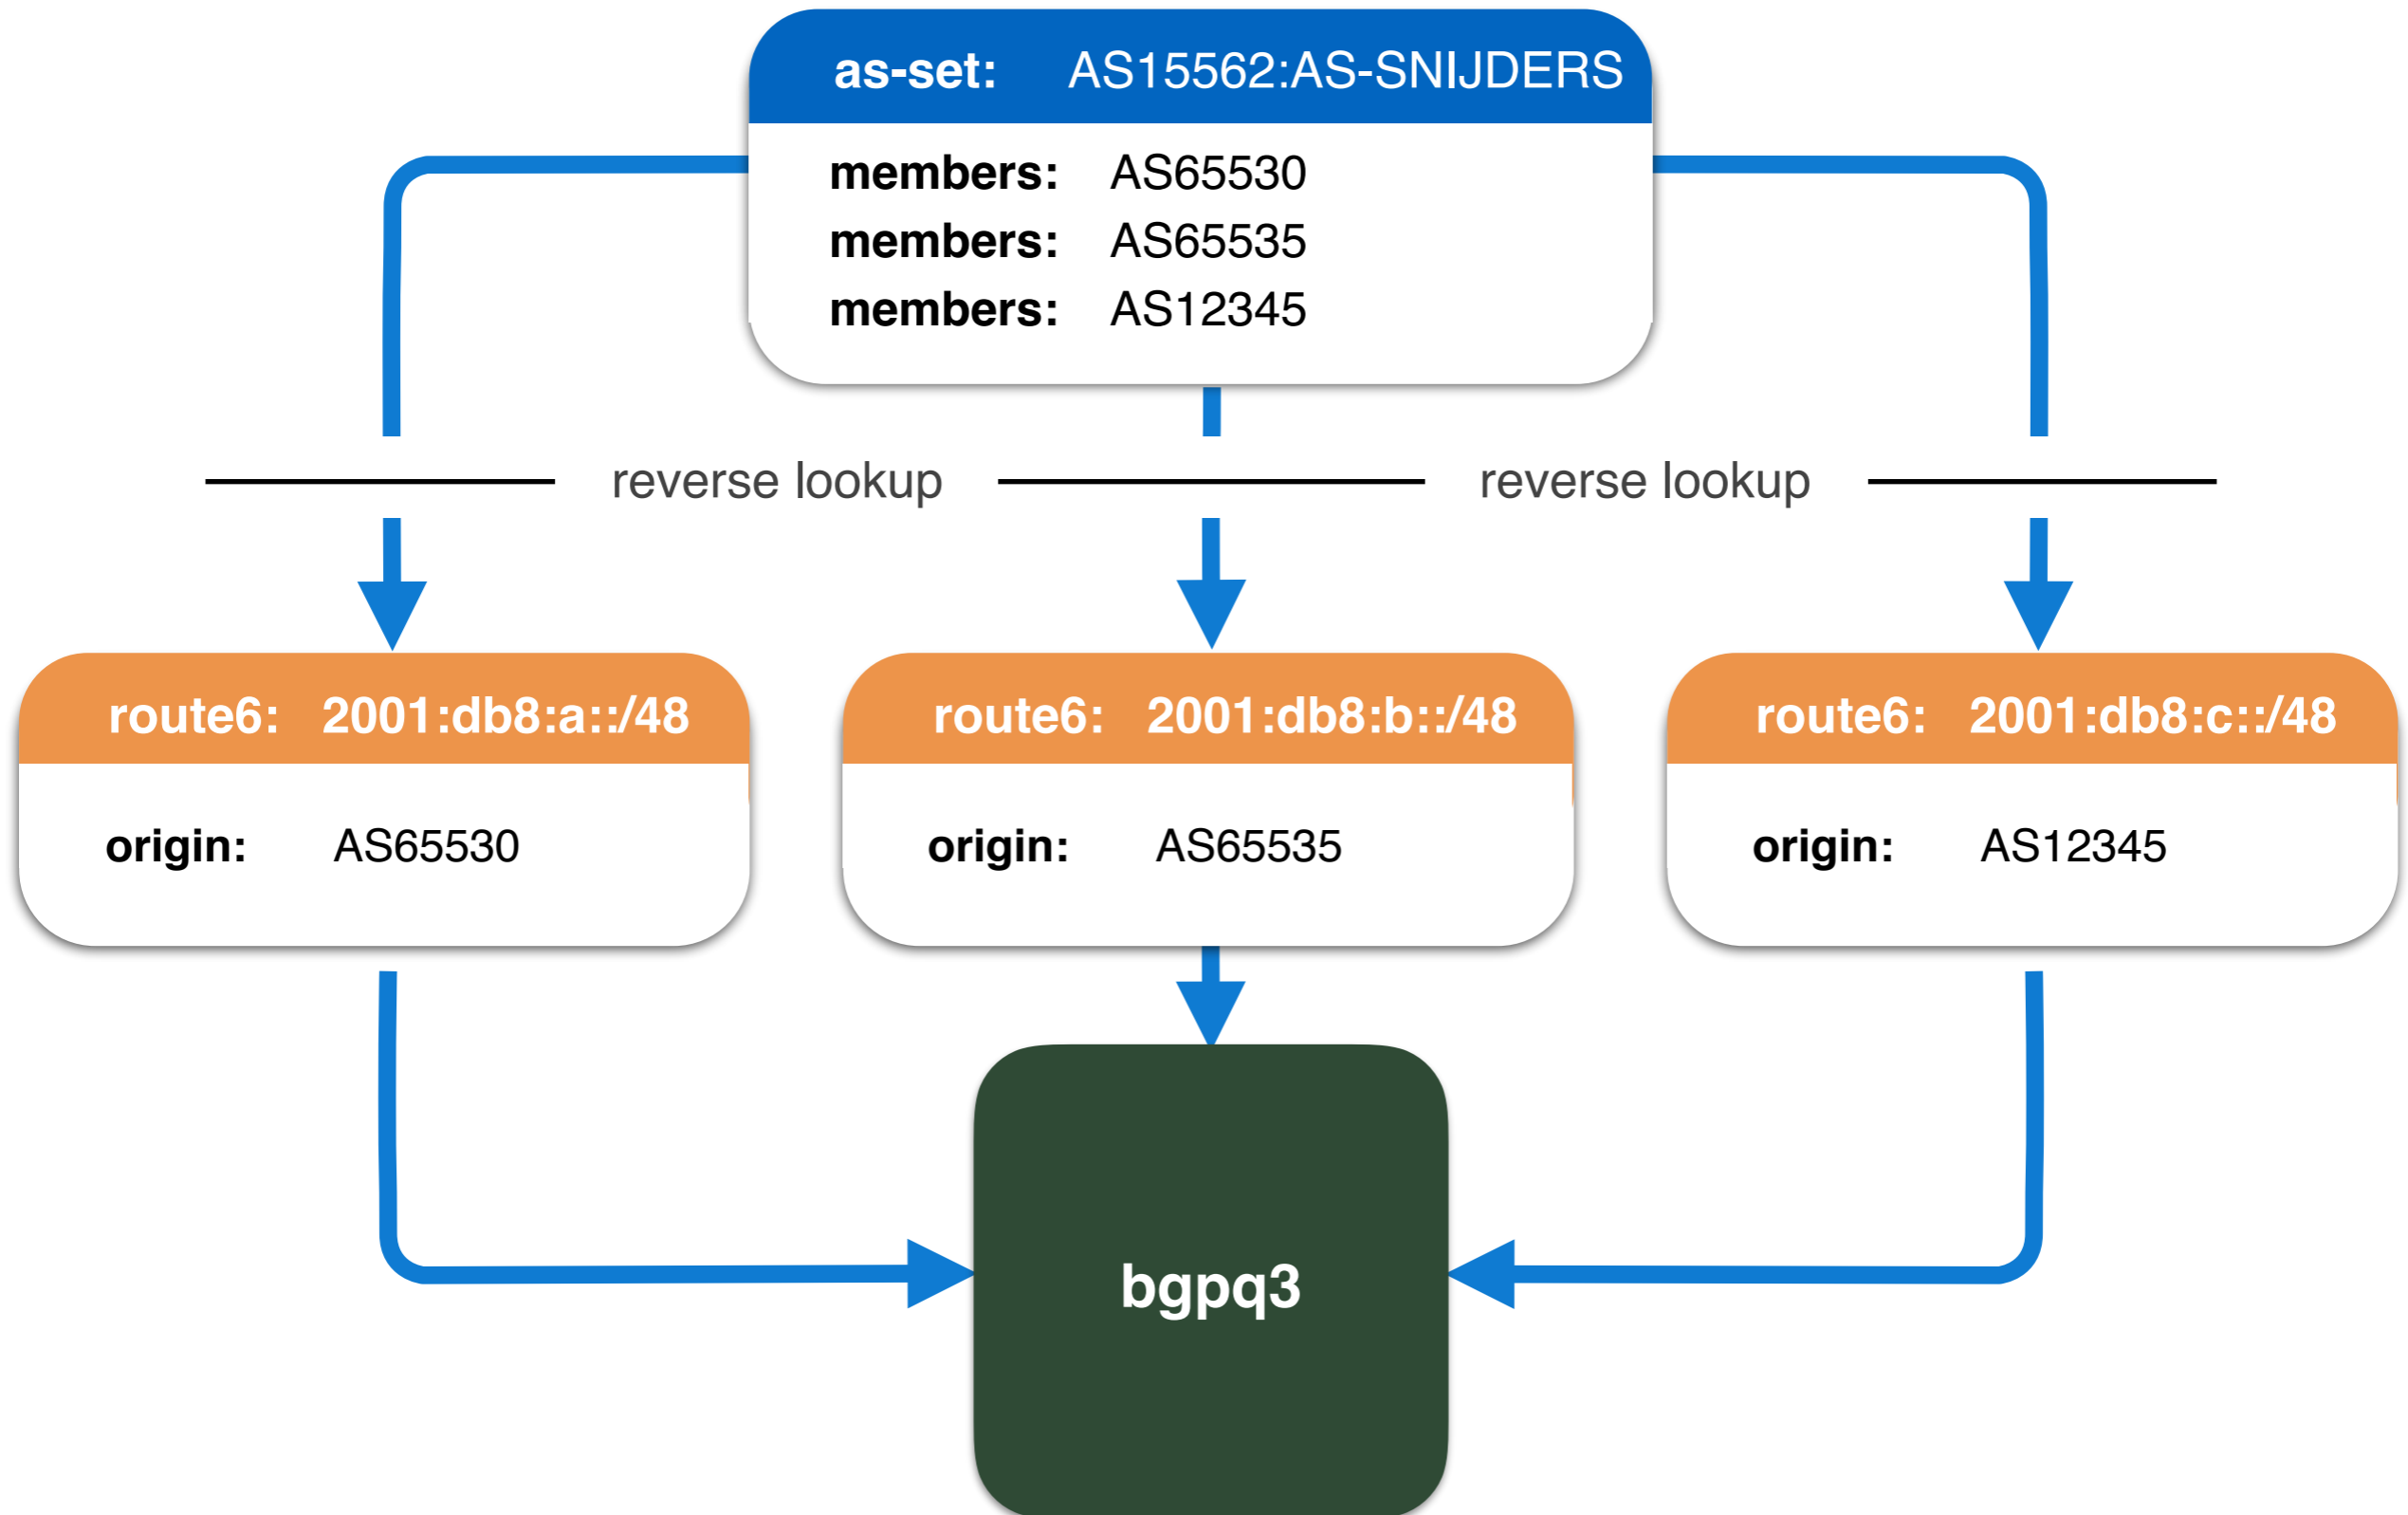 as-set: AS15562:AS-SNIJDERS
members: AS65530
members: AS65535
members: AS12345
reverse lookup reverse lookup
route6: 2001:db8:a::/48
origin: AS65530
route6: 2001:db8:b::/48
origin: AS65535
route6: 2001:db8:c::/48
origin: AS12345
bgpq3